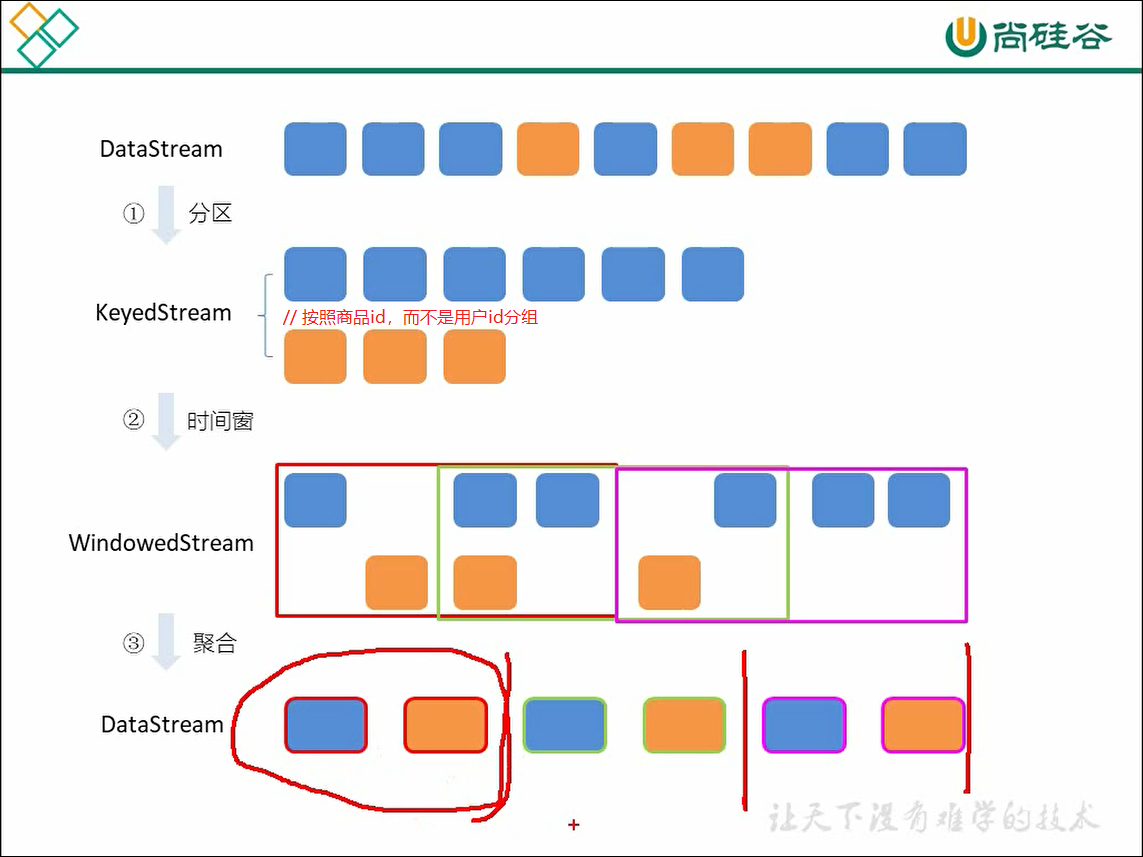 尚硅谷
DataStream
① 分区
KeyedStream
// 按照商品id，而不是用户id分组
② 时间窗
WindowedStream
③ 聚合
DataStream
让天下没有难学的技术